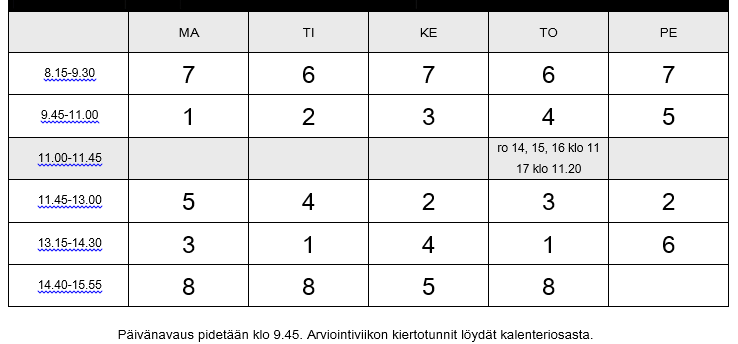 MA TI KE TO PE
8.15-9.30 7 6 7 6 7
9.45-11.00 1 2 3 4 5
11.00-11.45 ro 14, 15, 16 klo 11
17 klo 11.20
11.45-13.00 5 4 2 3 2
13.15-14.30 3 1 4 1 6
14.40-15.55 8 8 5 8
Päivänavaus pidetään klo 9.45. Arviointiviikon kiertotunnit löydät kalenteriosasta.